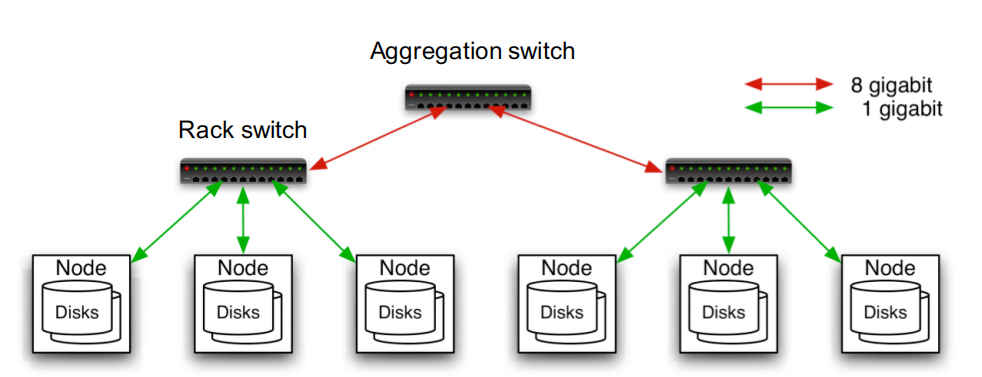 Aggregation switch
8 gigabit
1 gigabit
Rack switch
Node
Disks
Node
Disks
Node
Disks
Node
Disks
Node
Disks
Node
Disks